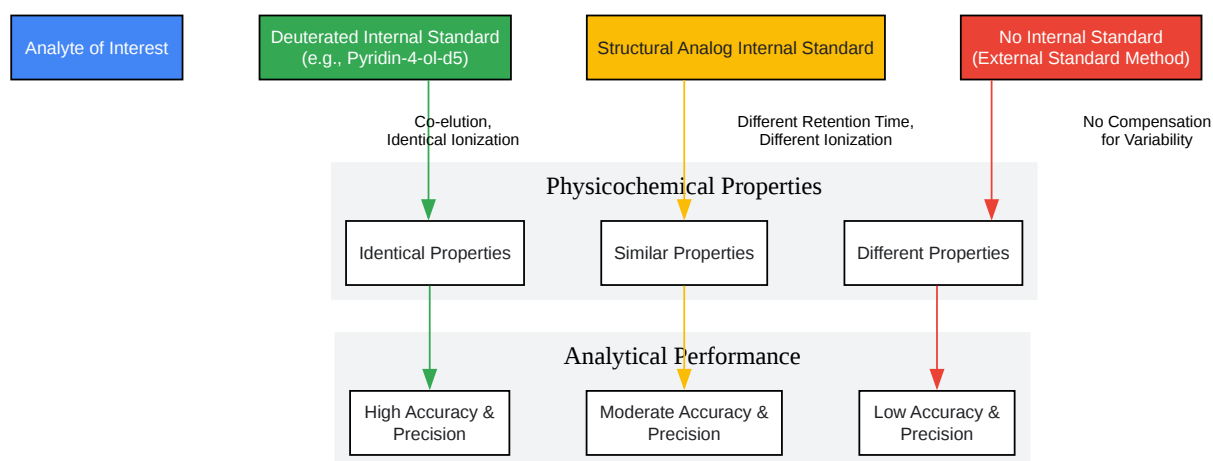 Analyte of Interest
Deuterated Internal Standard
(e.g., Pyridin-4-ol-d5)
Structural Analog Internal Standard
No Internal Standard
(External Standard Method)
Co-elution,
Identical Ionization
Different Retention Time,
Different Ionization
No Compensation
for Variability
Physicochemical Properties
Identical Properties
Similar Properties
Different Properties
Analytical Performance
High Accuracy &
Precision
Moderate Accuracy &
Precision
Low Accuracy &
Precision